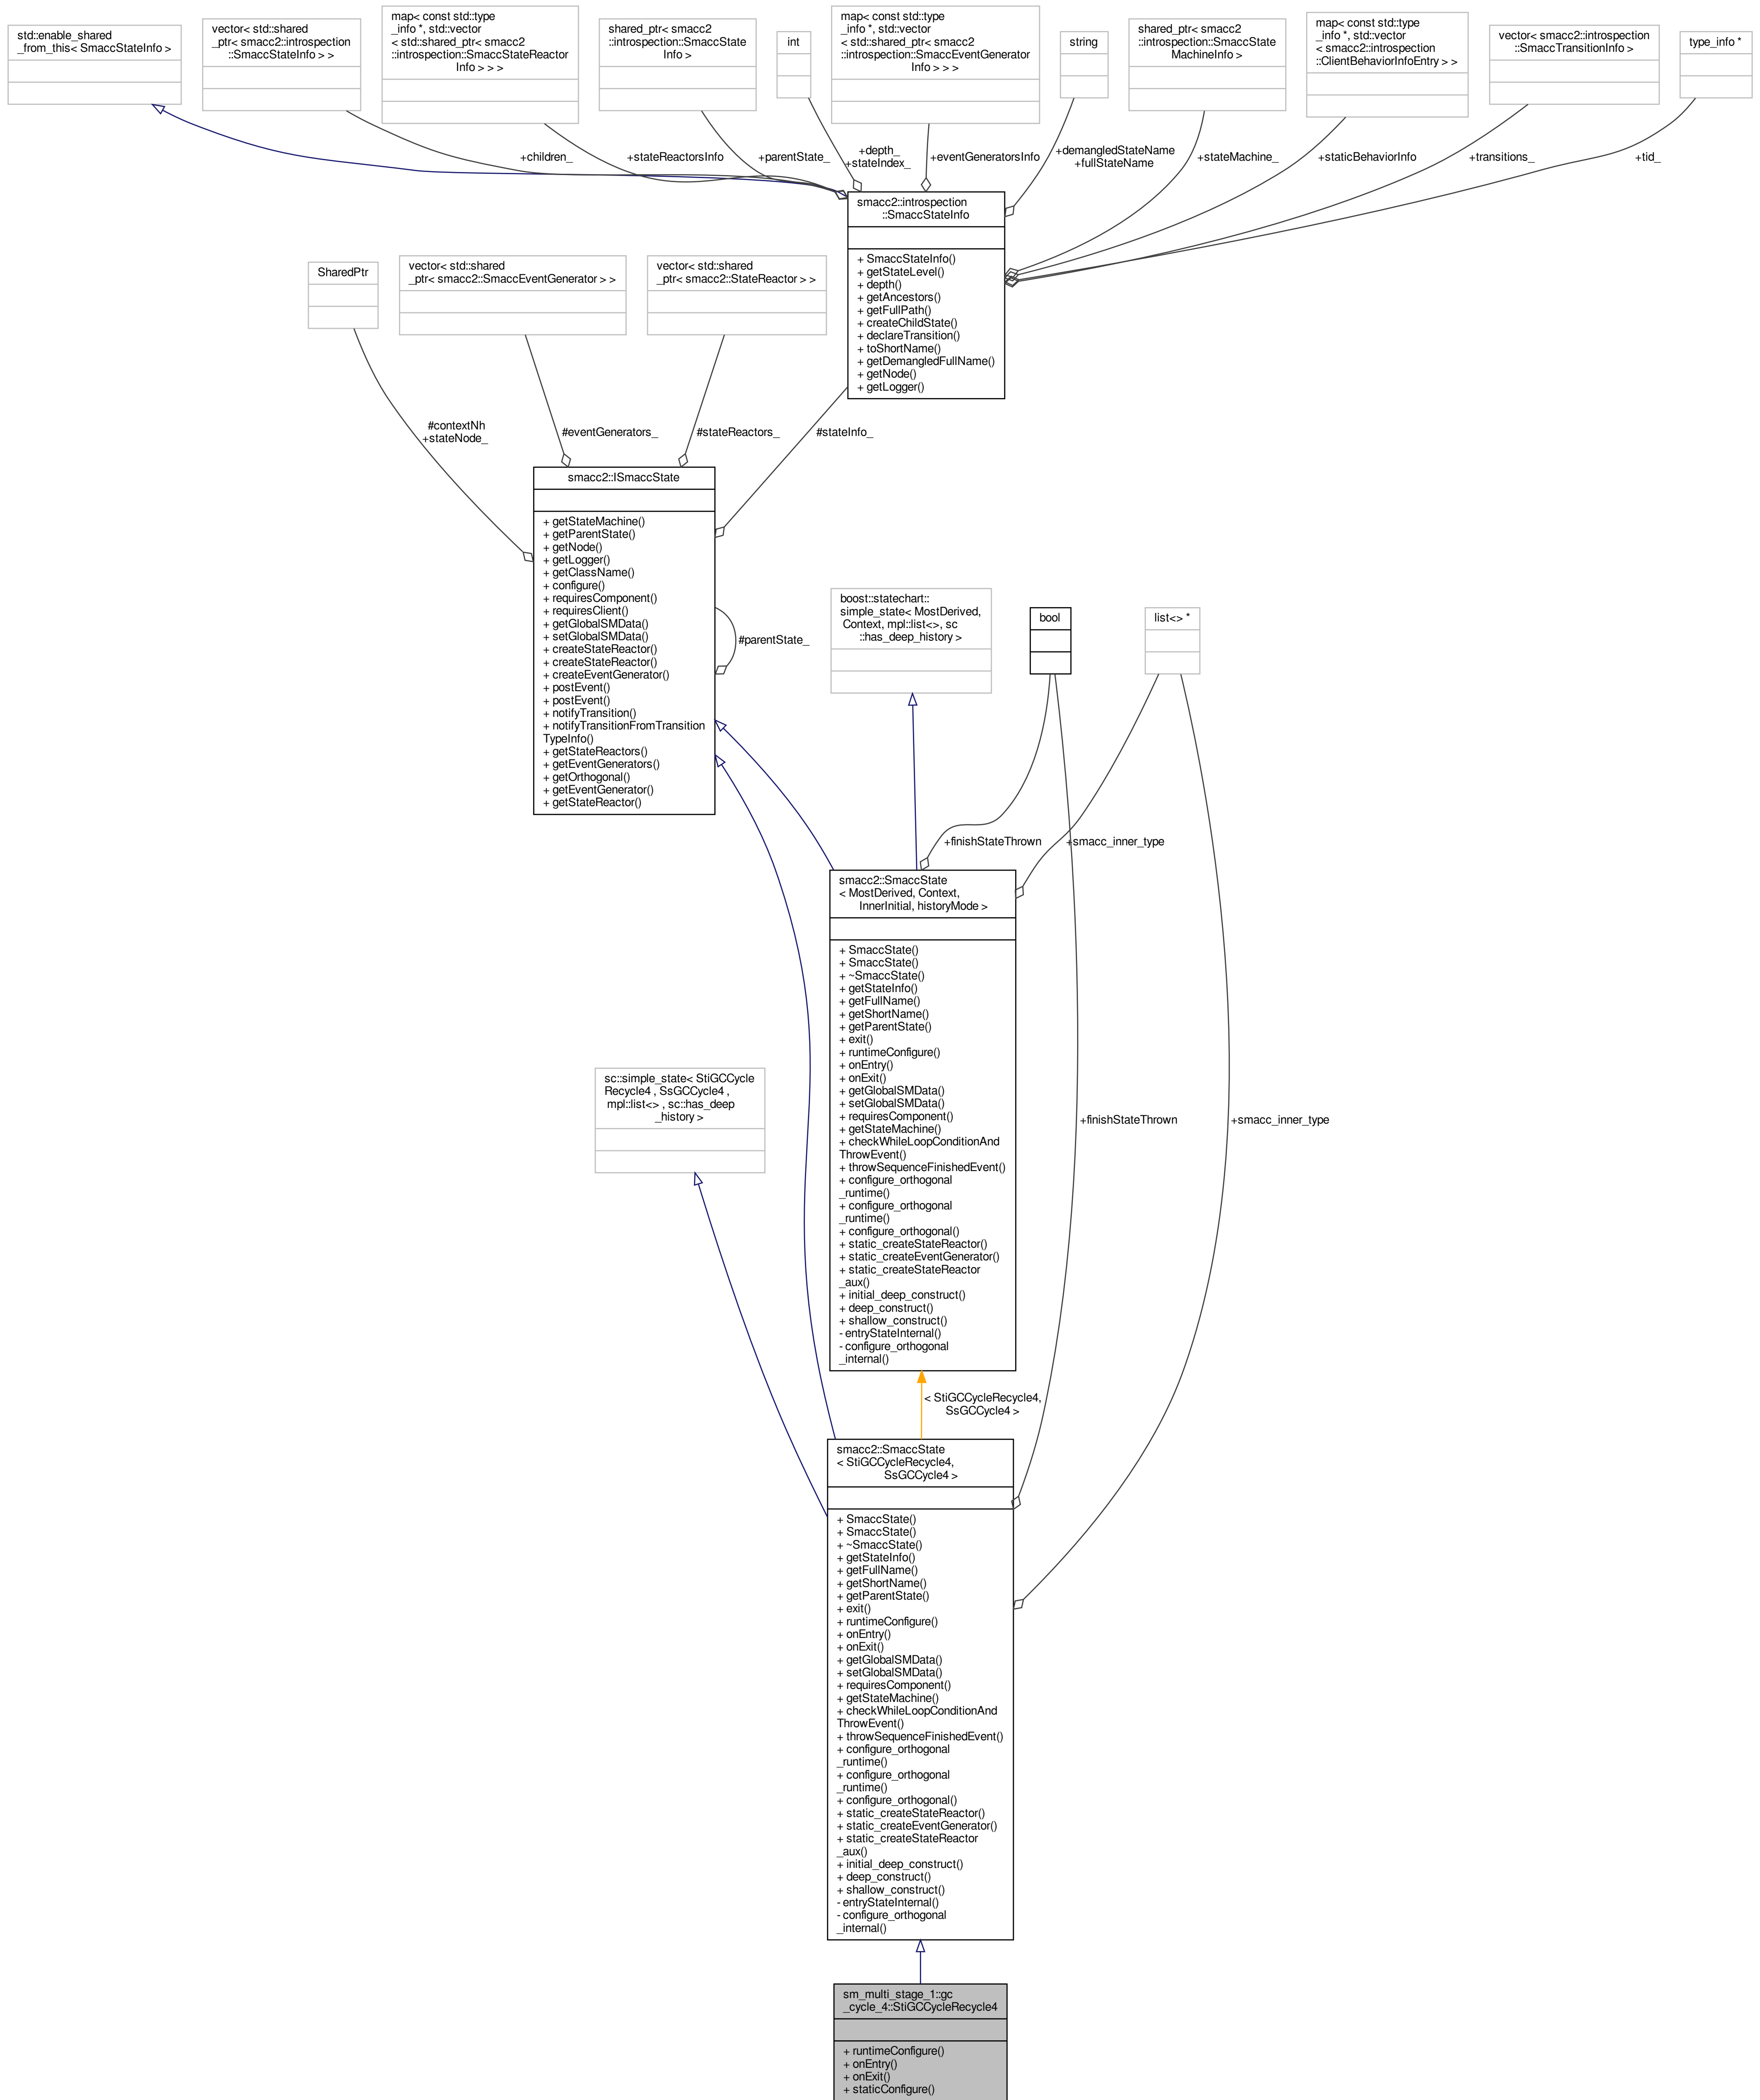 std::enable_shared
_from_this< SmaccStateInfo >
vector< std::shared
_ptr< smacc2::introspection
::SmaccStateInfo > >
map< const std::type
_info *, std::vector
< std::shared_ptr< smacc2
::introspection::SmaccStateReactor
Info > > >
shared_ptr< smacc2
::introspection::SmaccState
Info >
int
map< const std::type
_info *, std::vector
< std::shared_ptr< smacc2
::introspection::SmaccEventGenerator
Info > > >
string
shared_ptr< smacc2
::introspection::SmaccState
MachineInfo >
map< const std::type
_info *, std::vector
< smacc2::introspection
::ClientBehaviorInfoEntry > >
vector< smacc2::introspection
::SmaccTransitionInfo >
type_info *
+children_
+stateReactorsInfo
+parentState_
+depth_
+stateIndex_
+eventGeneratorsInfo
+demangledStateName
+fullStateName
+stateMachine_
+staticBehaviorInfo
+transitions_
+tid_
smacc2::introspection
::SmaccStateInfo
+ SmaccStateInfo()
+ getStateLevel()
+ depth()
+ getAncestors()
+ getFullPath()
+ createChildState()
+ declareTransition()
+ toShortName()
+ getDemangledFullName()
+ getNode()
+ getLogger()
SharedPtr
vector< std::shared
_ptr< smacc2::SmaccEventGenerator > >
vector< std::shared
_ptr< smacc2::StateReactor > >
#contextNh
+stateNode_
#eventGenerators_
#stateReactors_
#stateInfo_
smacc2::ISmaccState
+ getStateMachine()
+ getParentState()
+ getNode()
+ getLogger()
+ getClassName()
+ configure()
+ requiresComponent()
+ requiresClient()
+ getGlobalSMData()
+ setGlobalSMData()
+ createStateReactor()
+ createStateReactor()
+ createEventGenerator()
+ postEvent()
+ postEvent()
+ notifyTransition()
+ notifyTransitionFromTransition
TypeInfo()
+ getStateReactors()
+ getEventGenerators()
+ getOrthogonal()
+ getEventGenerator()
+ getStateReactor()
#parentState_
boost::statechart::
simple_state< MostDerived,
Context, mpl::list<>, sc
::has_deep_history >
bool
list<> *
+finishStateThrown
+smacc_inner_type
smacc2::SmaccState
< MostDerived, Context,
InnerInitial, historyMode >
+ SmaccState()
+ SmaccState()
+ ~SmaccState()
+ getStateInfo()
+ getFullName()
+ getShortName()
+ getParentState()
+ exit()
+ runtimeConfigure()
+ onEntry()
+ onExit()
+ getGlobalSMData()
+ setGlobalSMData()
+ requiresComponent()
+ getStateMachine()
+ checkWhileLoopConditionAnd
ThrowEvent()
+ throwSequenceFinishedEvent()
+ configure_orthogonal
_runtime()
+ configure_orthogonal
_runtime()
+ configure_orthogonal()
+ static_createStateReactor()
+ static_createEventGenerator()
+ static_createStateReactor
_aux()
+ initial_deep_construct()
+ deep_construct()
+ shallow_construct()
- entryStateInternal()
- configure_orthogonal
_internal()
sc::simple_state< StiGCCycle
Recycle4 , SsGCCycle4 ,
mpl::list<> , sc::has_deep
_history >
+finishStateThrown
+smacc_inner_type
< StiGCCycleRecycle4,
SsGCCycle4 >
smacc2::SmaccState
< StiGCCycleRecycle4,
SsGCCycle4 >
+ SmaccState()
+ SmaccState()
+ ~SmaccState()
+ getStateInfo()
+ getFullName()
+ getShortName()
+ getParentState()
+ exit()
+ runtimeConfigure()
+ onEntry()
+ onExit()
+ getGlobalSMData()
+ setGlobalSMData()
+ requiresComponent()
+ getStateMachine()
+ checkWhileLoopConditionAnd
ThrowEvent()
+ throwSequenceFinishedEvent()
+ configure_orthogonal
_runtime()
+ configure_orthogonal
_runtime()
+ configure_orthogonal()
+ static_createStateReactor()
+ static_createEventGenerator()
+ static_createStateReactor
_aux()
+ initial_deep_construct()
+ deep_construct()
+ shallow_construct()
- entryStateInternal()
- configure_orthogonal
_internal()
sm_multi_stage_1::gc
_cycle_4::StiGCCycleRecycle4
+ runtimeConfigure()
+ onEntry()
+ onExit()
+ staticConfigure()